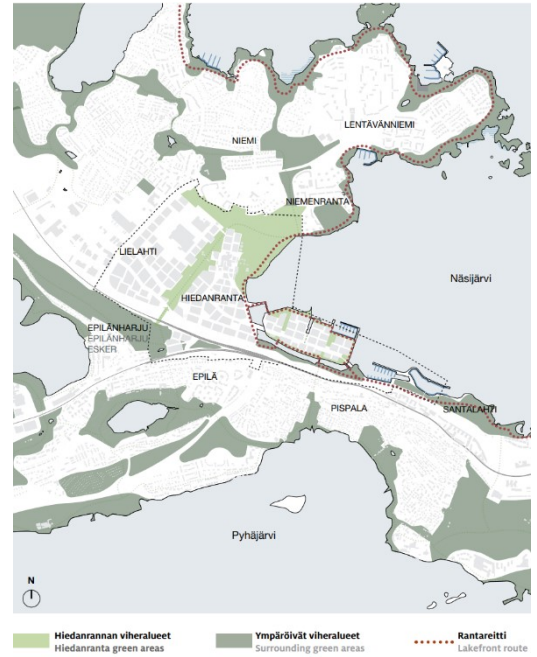 NIEMI
LENTÄVÄNNIEMI
NIEMENRANTA
LIELAHTI
Näsijärvi
HIEDANRANTA
EPILÄNHARJU
EPILÄNHARJU
ESKER
EPILÄ
PISPALA
SANTALAHTI
Pyhäjärvi
N
Hiedanrannan viheralueet
Hiedanranta green areas
Ympäröivät viheralueet
Surrounding green areas
Rantareitti
Lakefront route